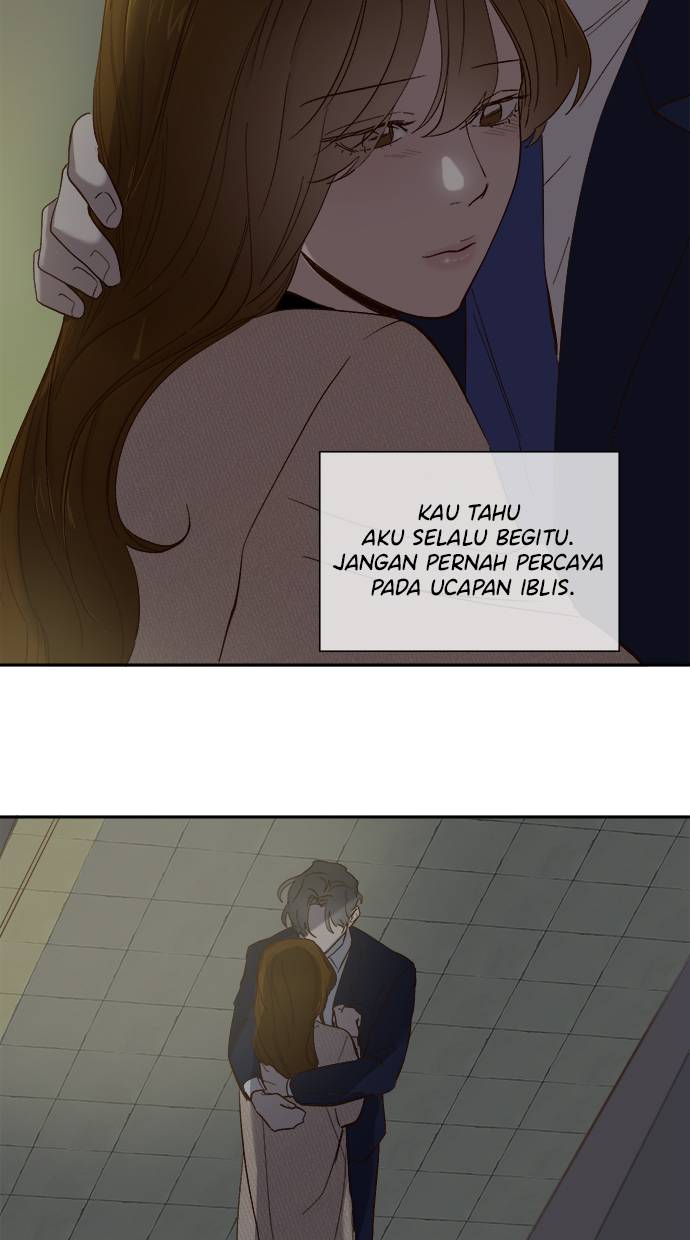 KAU TAHU
AKU SELALU BEGITU.
JANGAN PERNAH PERCAYA
PADA UCAPAN IBLIS.